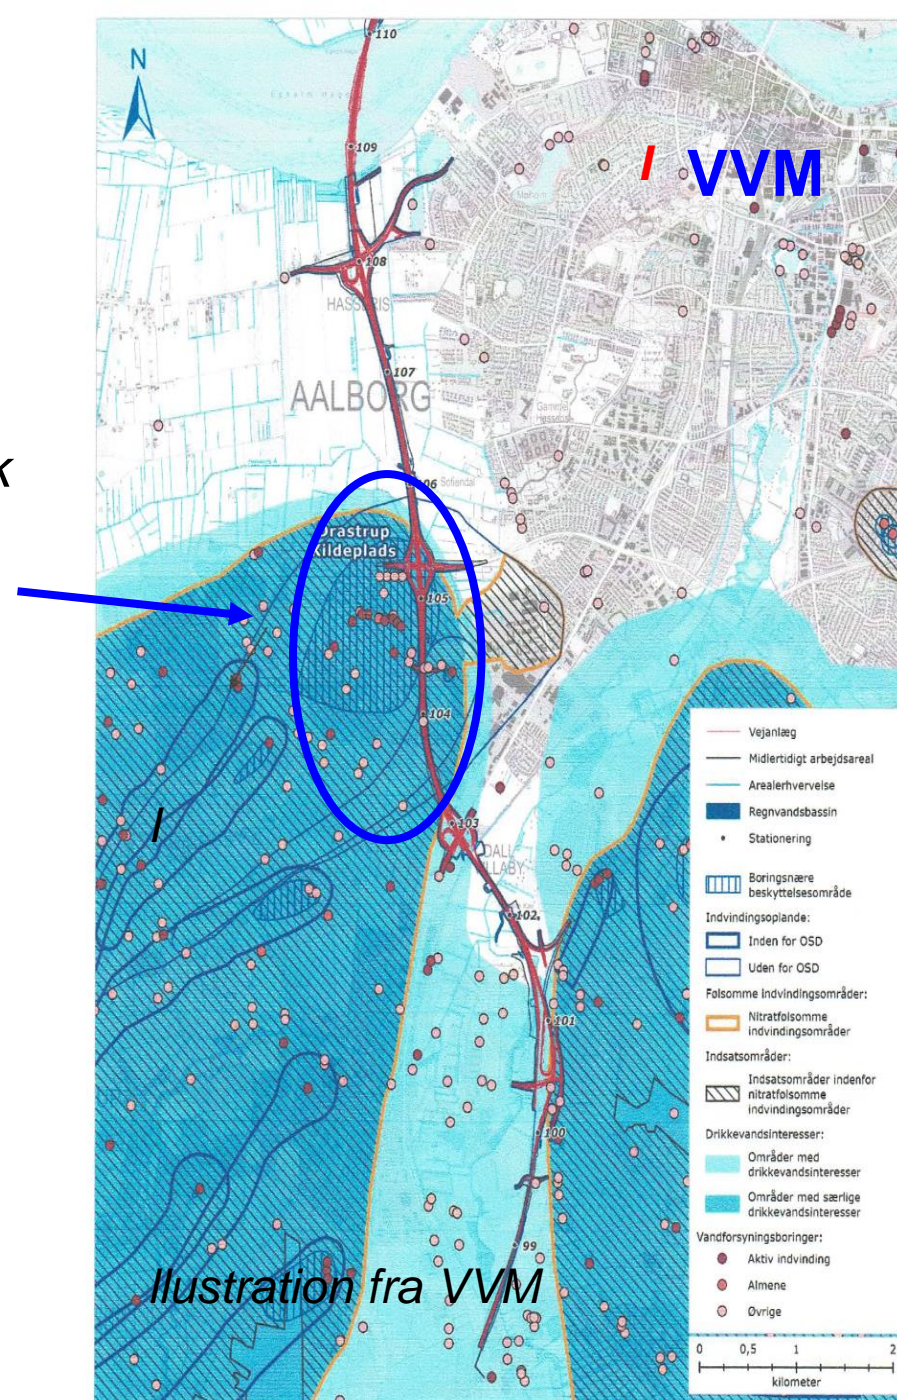 110
N
109
I VVM
Mølholm
108
HASSERIS
107
AALBORG
Gammel
Hasseris
k
106 Sofiendal
Drastrup
Kildeplads
105
104
I
103
DALL
VILLABY
102
101
100
99
Ilustration fra VVM
Vejanlæg
Midlertidigt arbejdsareal
Arealerhvervelse
Regnvandsbassin
Stationering
Boringsnære
beskyttelsesområde
Indvindingsoplande:
Inden for OSD
Uden for OSD
Følsomme indvindingsområder:
Nitratfølsomme
indvindingsområder
Indsatsområder:
Indsatsområder indenfor
nitratfølsomme
indvindingsområder
Drikkevandsinteresser:
Områder med
drikkevandsinteresser
Områder med særlige
drikkevandsinteresser
Vandforsyningsboringer:
Aktiv indvinding
Almene
Øvrige
0 0,5 1 2
kilometer